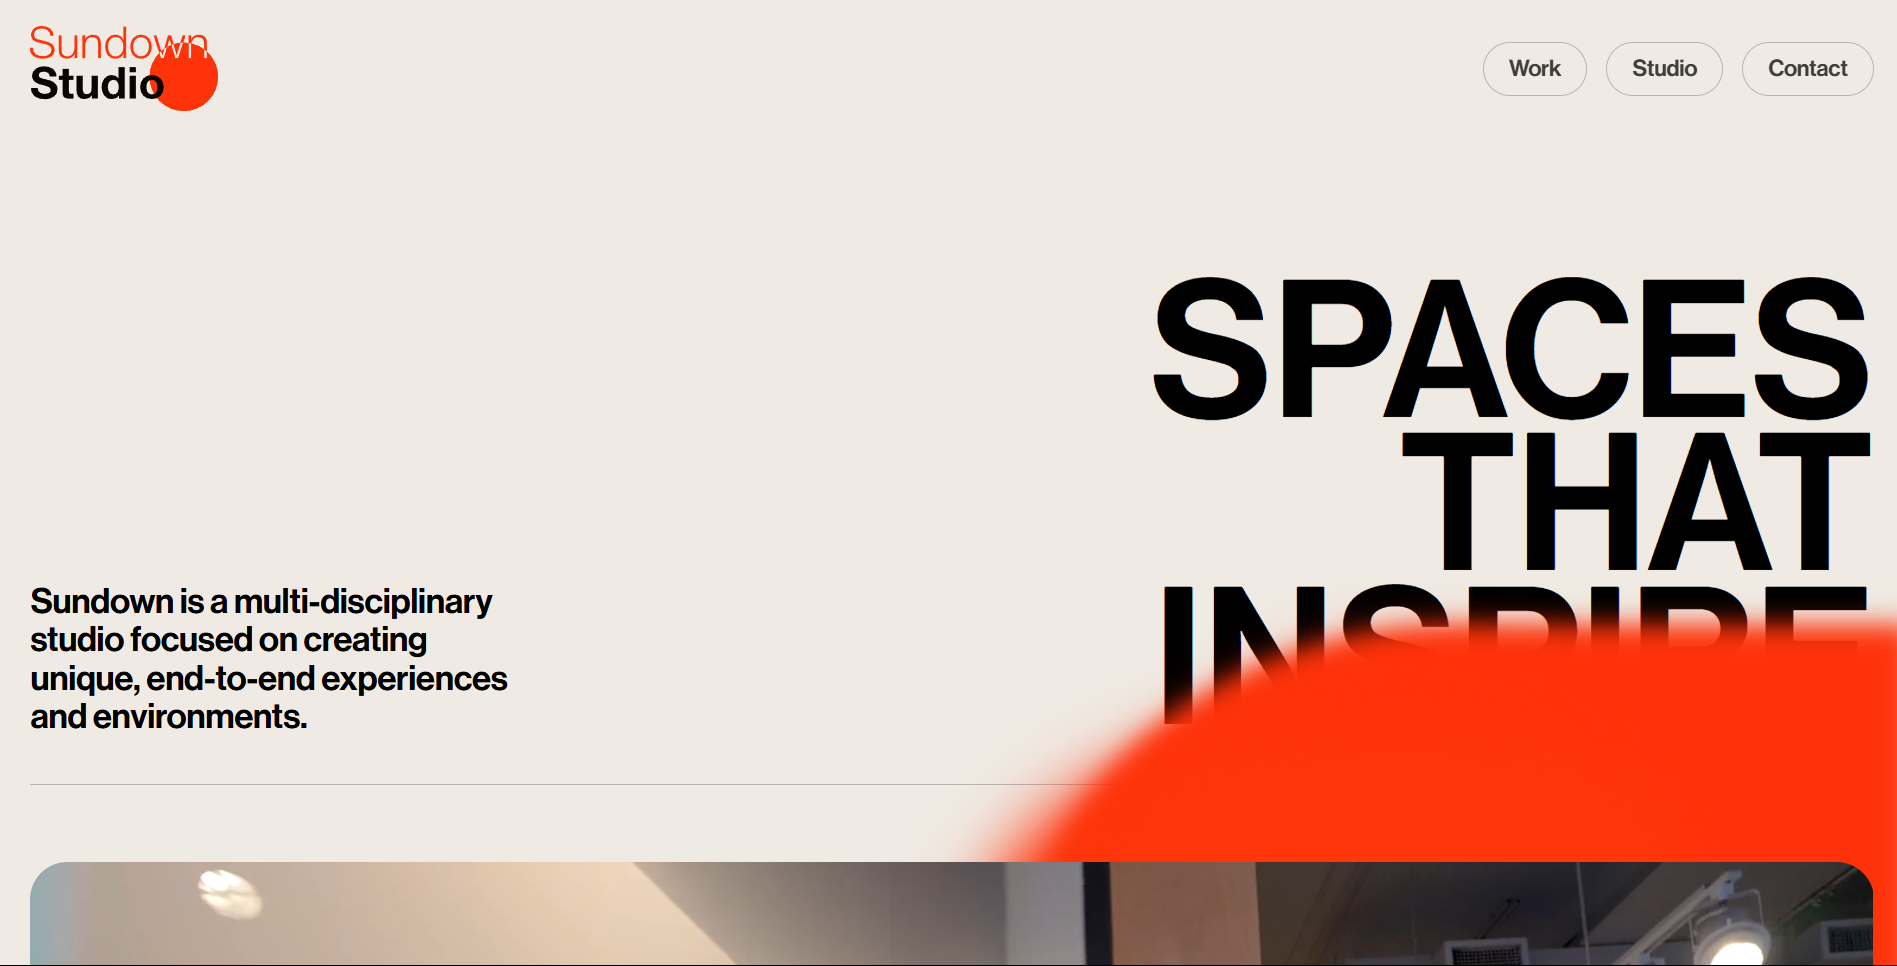 Sundown
Studio
Work
Studio
Contact
SPACES
THAT
INSPIRE
Sundown is a multi-disciplinary
studio focused on creating
unique, end-to-end experiences
and environments.